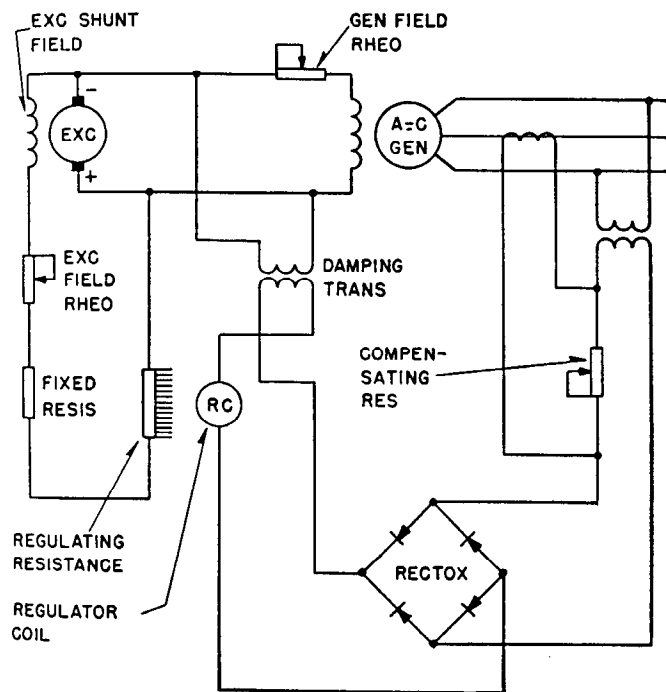 EXC SHUNT
FIELD
GEN FIELD
RHEO
−
EXC
+
A-C
GEN
EXC
FIELD
RHEO
DAMPING
TRANS
FIXED
RESIS
RC
COMPEN-
SATING
RES
REGULATING
RESISTANCE
RECTOX
REGULATOR
COIL